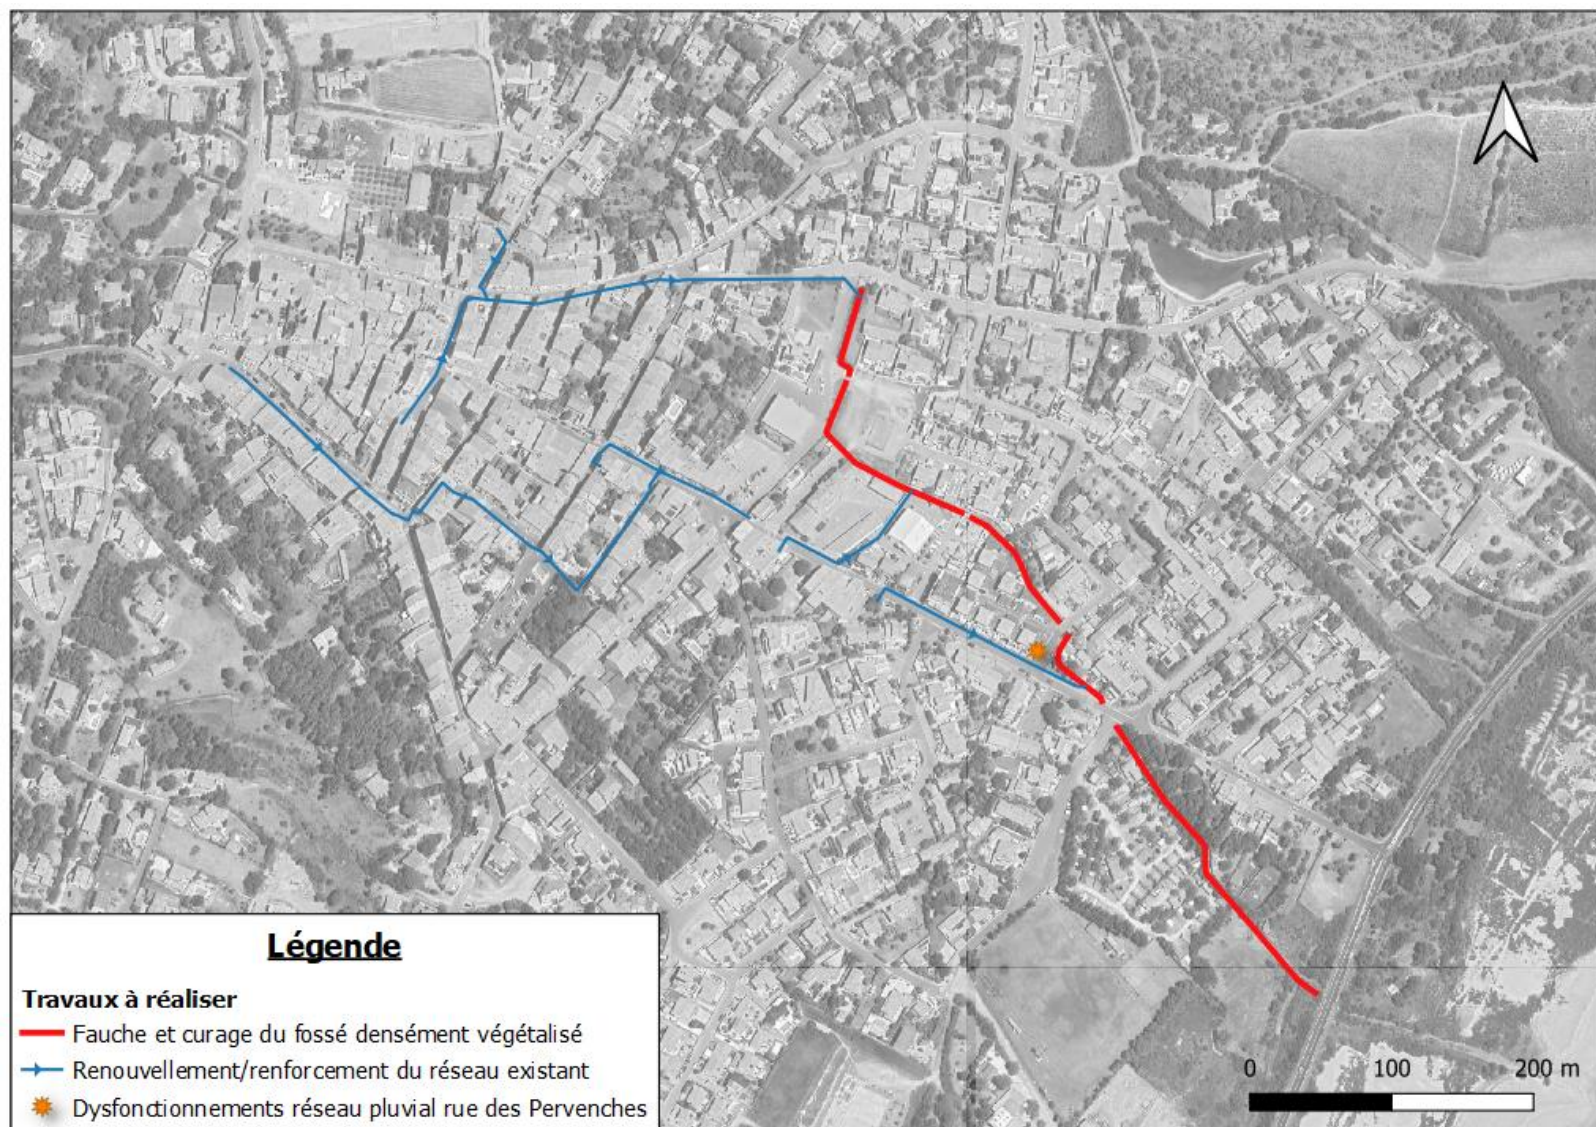 Légende
Travaux à réaliser
Fauche et curage du fossé densément végétalisé
Renouvellement/renforcement du réseau existant
Dysfonctionnements réseau pluvial rue des Pervenches
0 100 200 m